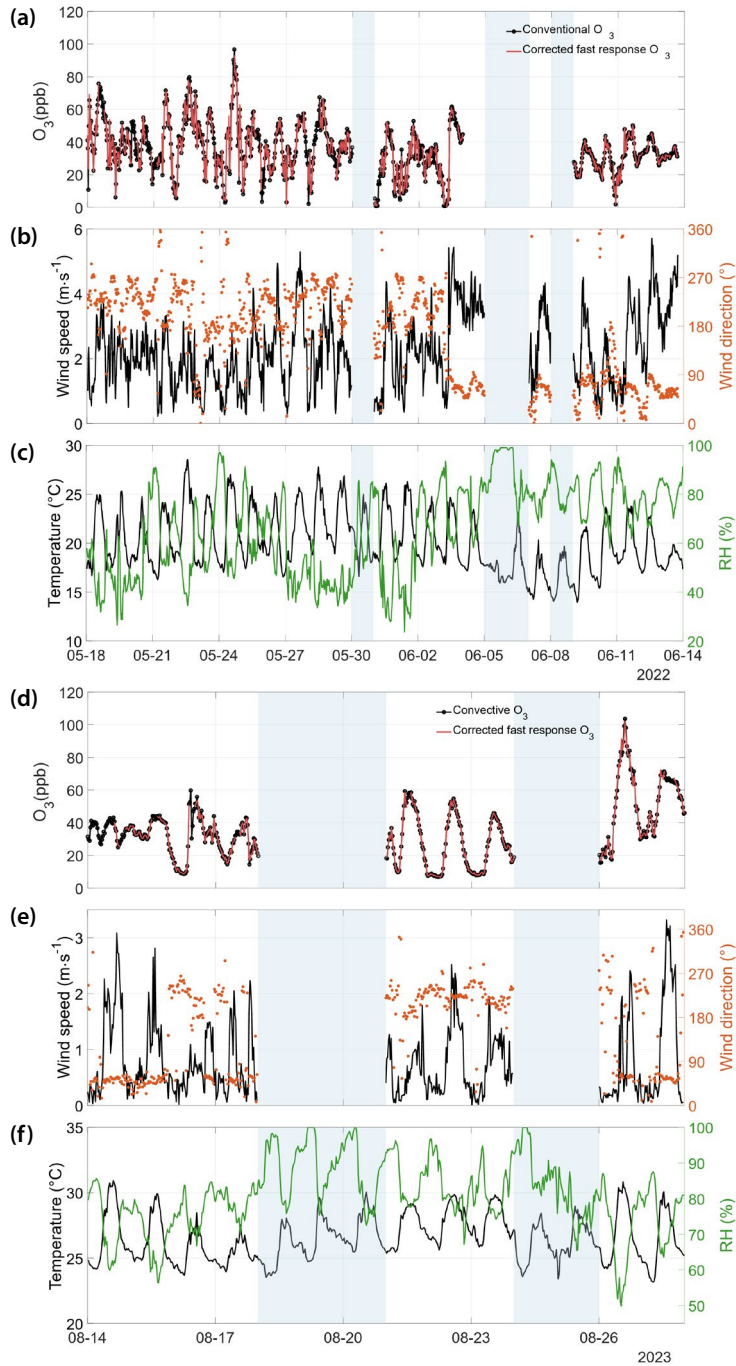 (a)
120
100
80
60
40
20
0
O3(ppb)
Conventional O 3
Corrected fast response O 3
(b)
6
4
2
0
Wind speed (m·s-1)
360
270
180
90
0
Wind direction (°)
(c)
30
25
20
15
10
Temperature (°C)
100
80
60
40
20
RH (%)
05-18 05-21 05-24 05-27 05-30 06-02 06-05 06-08 06-11 06-14
2022
(d)
120
100
80
60
40
20
0
O3(ppb)
Convective O3
Corrected fast response O3
(e)
3
2
1
0
Wind speed (m·s-1)
360
270
180
90
0
Wind direction (°)
(f)
35
30
25
20
Temperature (°C)
100
90
80
70
60
50
RH (%)
08-14 08-17 08-20 08-23 08-26
2023